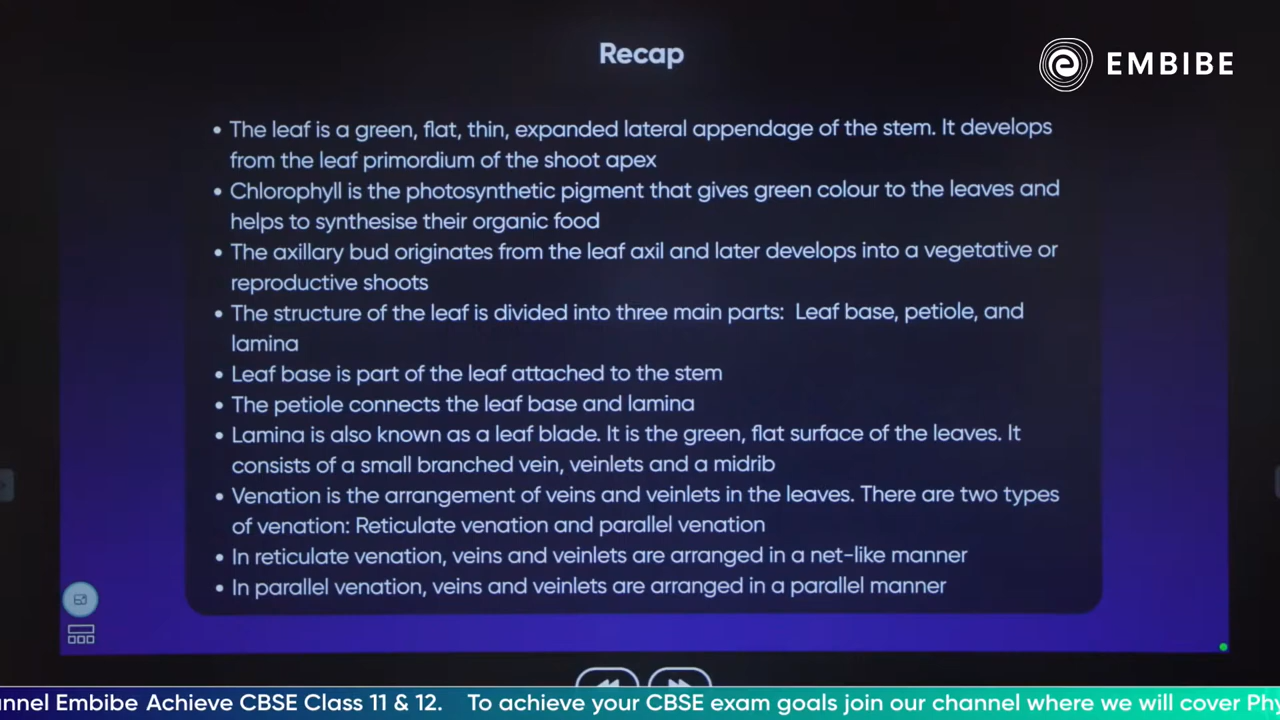 Recap
EMBIBE
• The leaf is a green, flat, thin, expanded lateral appendage of the stem. It develops
from the leaf primordium of the shoot apex
• Chlorophyll is the photosynthetic pigment that gives green colour to the leaves and
helps to synthesise their organic food
• The axillary bud originates from the leaf axil and later develops into a vegetative or
reproductive shoots
• The structure of the leaf is divided into three main parts: Leaf base, petiole, and
lamina
• Leaf base is part of the leaf attached to the stem
• The petiole connects the leaf base and lamina
• Lamina is also known as a leaf blade. It is the green, flat surface of the leaves. It
consists of a small branched vein, veinlets and a midrib
• Venation is the arrangement of veins and veinlets in the leaves. There are two types
of venation: Reticulate venation and parallel venation
• In reticulate venation, veins and veinlets are arranged in a net-like manner
• In parallel venation, veins and veinlets are arranged in a parallel manner
nnel Embibe Achieve CBSE Class 11 & 12. To achieve your CBSE exam goals join our channel where we will cover Phy